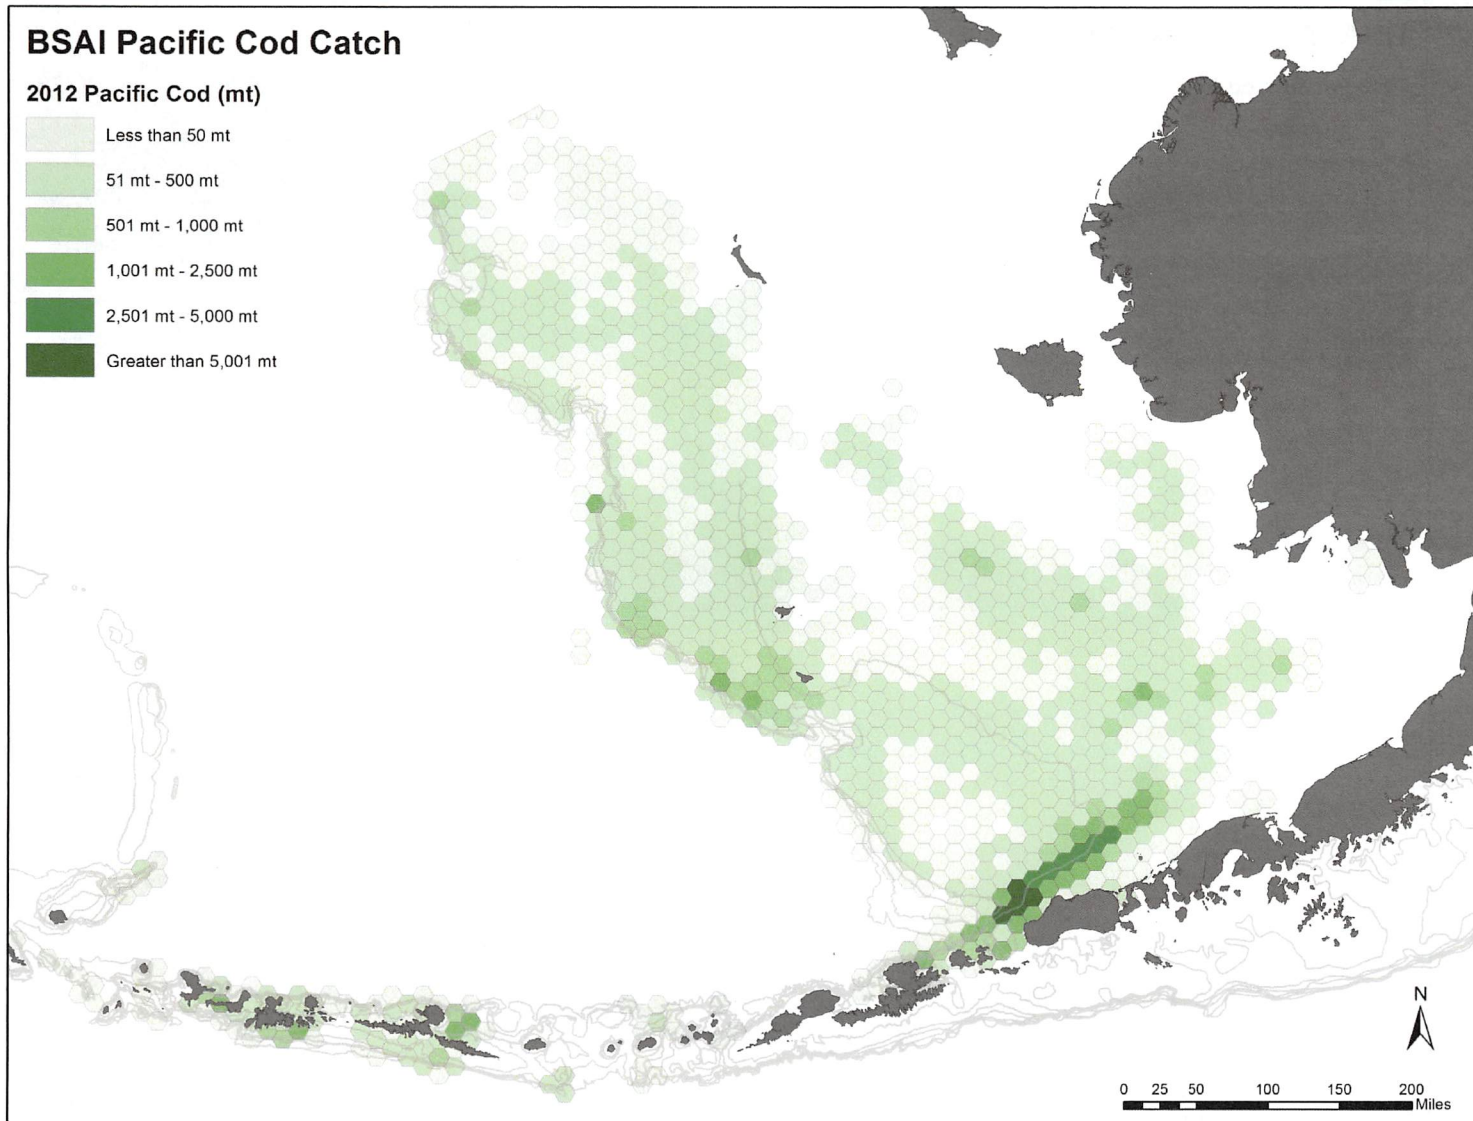 BSAI Pacific Cod Catch
2012 Pacific Cod (mt)
Less than 50 mt
51 mt - 500 mt
501 mt - 1,000 mt
1,001 mt - 2,500 mt
2,501 mt - 5,000 mt
Greater than 5,001 mt
N
0 25 50 100 150 200
Miles